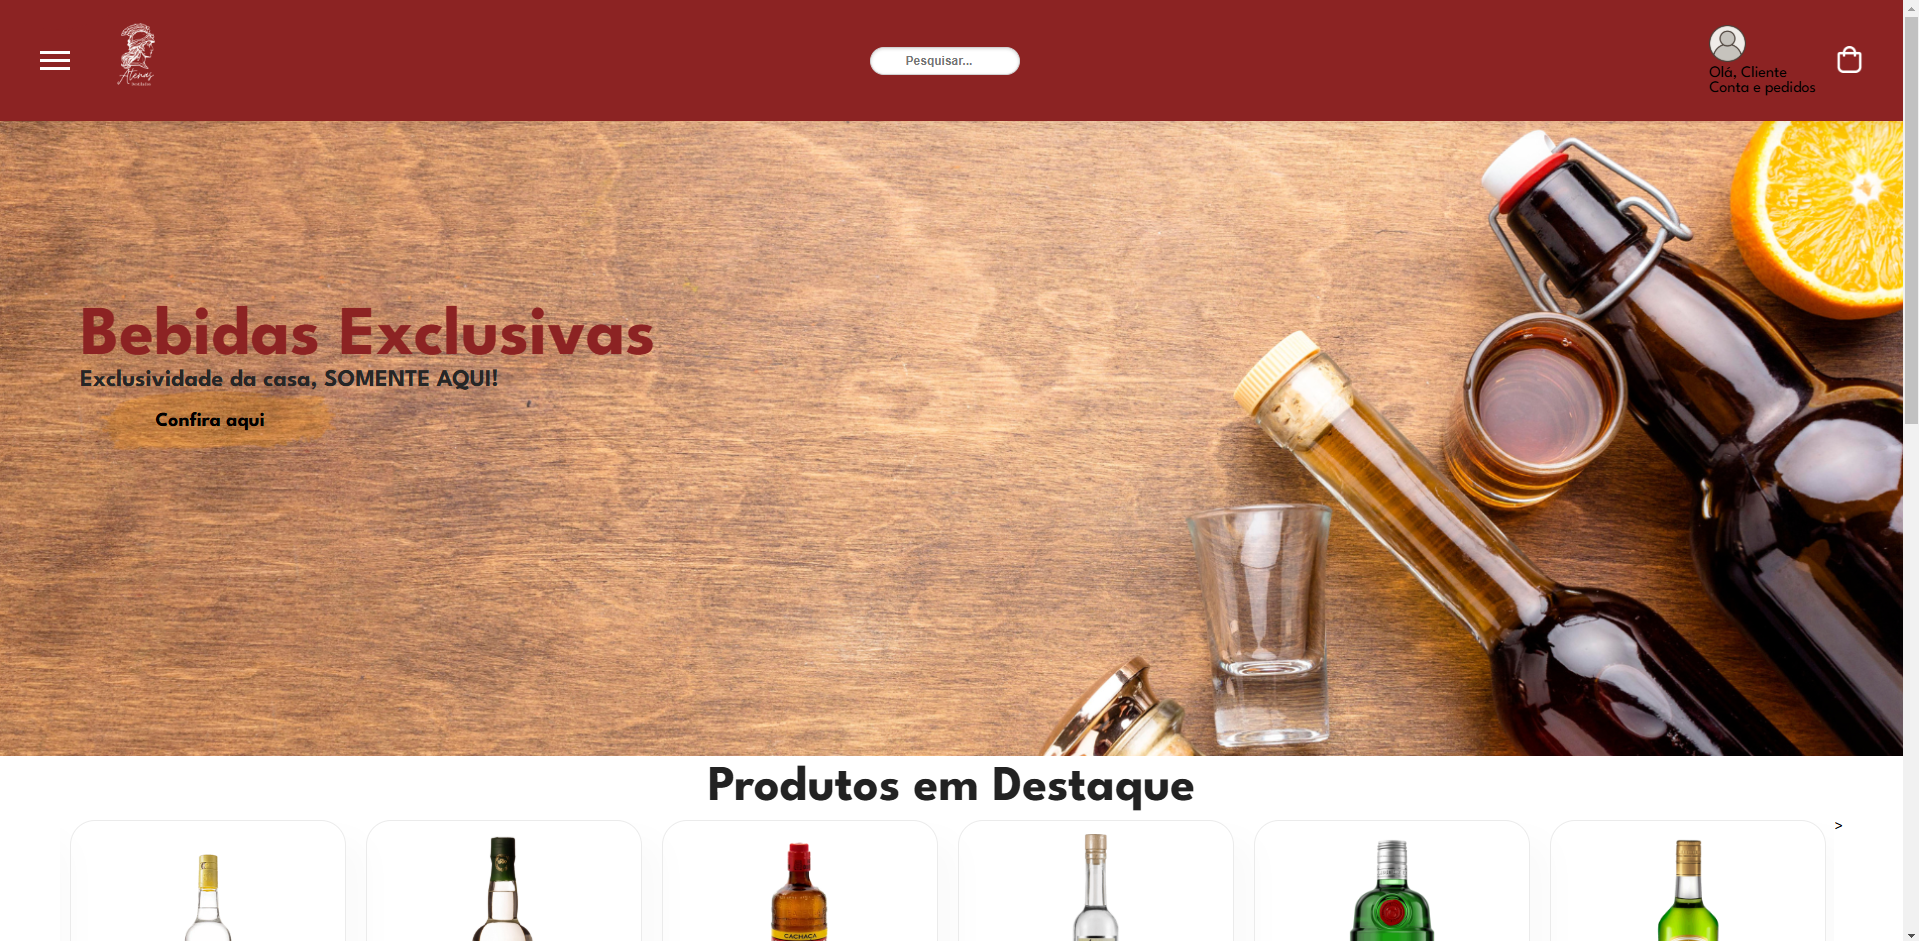 Atenas
Pesquisar...
Olá, Cliente
Conta e pedidos
Bebidas Exclusivas
Exclusividade da casa, SOMENTE AQUI!
Confira aqui
Produtos em Destaque
>
CACHAÇA